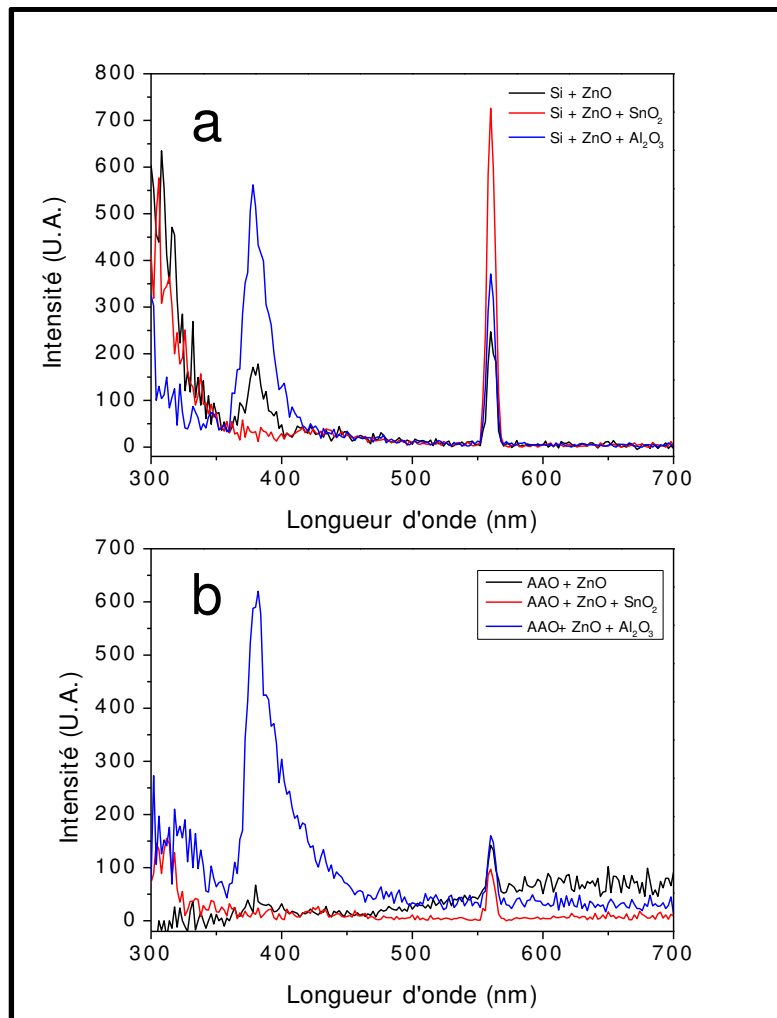 a
Si + ZnO
Si + ZnO + SnO₂
Si + ZnO + Al₂O₃
800
700
600
500
400
300
200
100
0
Intensité (U.A.)
300 400 500 600 700
Longueur d'onde (nm)
b
AAO + ZnO
AAO + ZnO + SnO₂
AAO+ ZnO + Al₂O₃
700
600
500
400
300
200
100
0
Intensité (U.A.)
300 400 500 600 700
Longueur d'onde (nm)